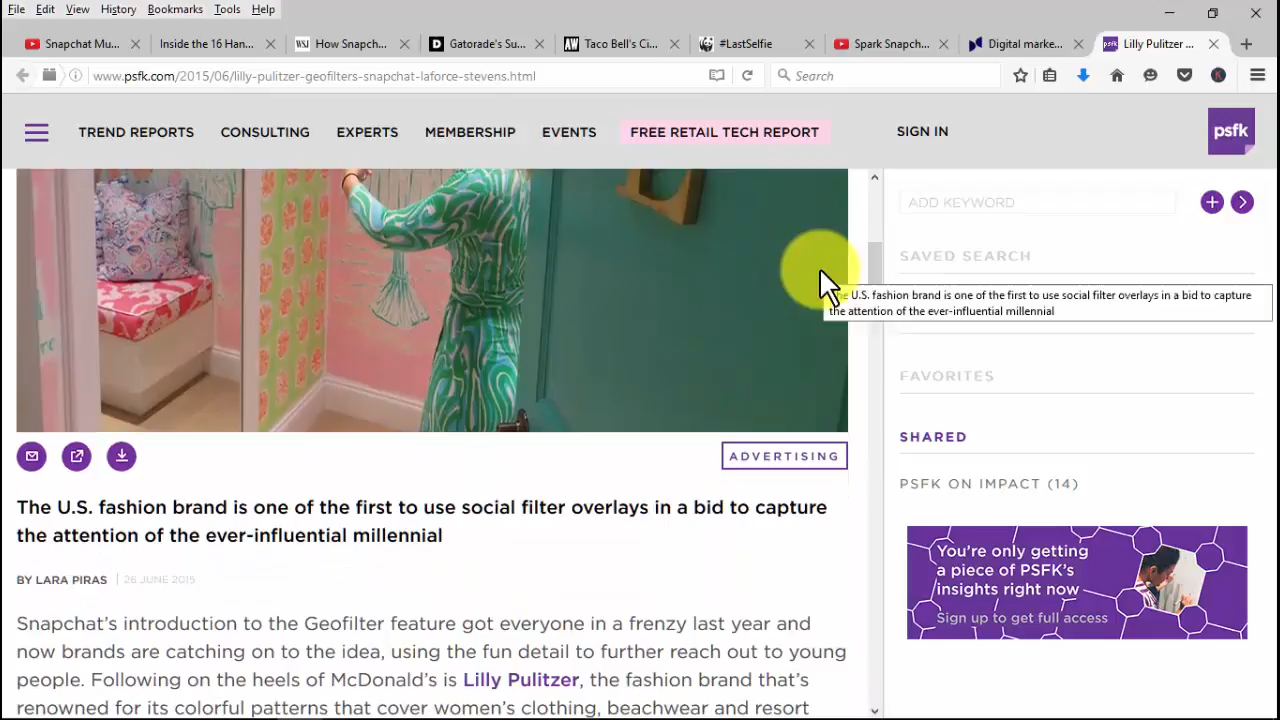 File Edit View History Bookmarks Tools Help
Snapchat Mu... Inside the 16 Han... WSJ How Snapc... D Gatorade's Su... AW Taco Bell's Ci... #LastSelfie Spark Snapch... Digital marke... psfk Lilly Pulitzer ...
www.psfk.com/2015/06/lilly-pulitzer-geofilters-snapchat-laforce-stevens.html Search
TREND REPORTS CONSULTING EXPERTS MEMBERSHIP EVENTS FREE RETAIL TECH REPORT SIGN IN psfk
ADD KEYWORD
SAVED SEARCH
U.S. fashion brand is one of the first to use social filter overlays in a bid to capture
the attention of the ever-influential millennial
FAVORITES
SHARED
PSFK ON IMPACT (14)
You're only getting
a piece of PSFK's
insights right now
Sign up to get full access
ADVERTISING
The U.S. fashion brand is one of the first to use social filter overlays in a bid to capture
the attention of the ever-influential millennial
BY LARA PIRAS | 26 JUNE 2015
Snapchat's introduction to the Geofilter feature got everyone in a frenzy last year and
now brands are catching on to the idea, using the fun detail to further reach out to young
people. Following on the heels of McDonald's is Lilly Pulitzer, the fashion brand that's
renowned for its colorful patterns that cover women's clothing, beachwear and resort